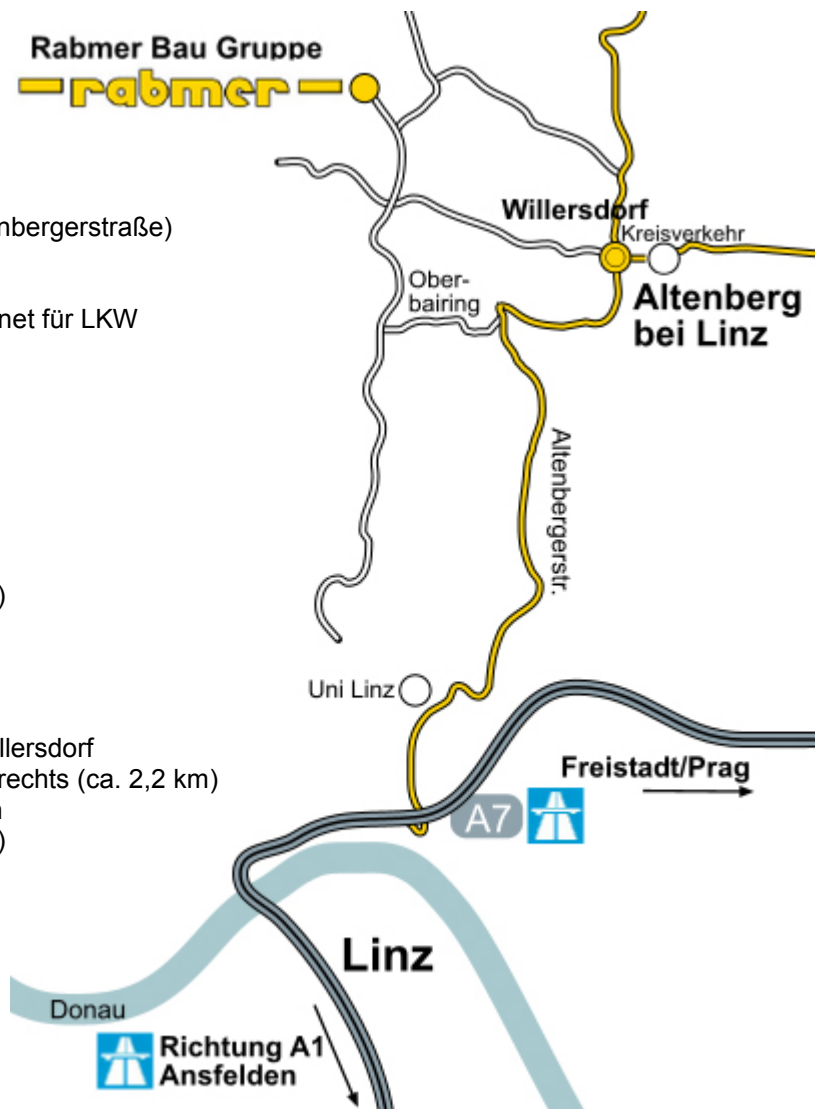 Rabmer Bau Gruppe
rabmer
nbergerstraße)
net für LKW
Willersdorf
Kreisverkehr
Altenberg
bei Linz
Ober-
bairing
Altenbergerstr.
)
Uni Linz
llersdorf
rechts (ca. 2,2 km)
)
Freistadt/Prag
A7
Linz
Donau
Richtung A1
Ansfelden